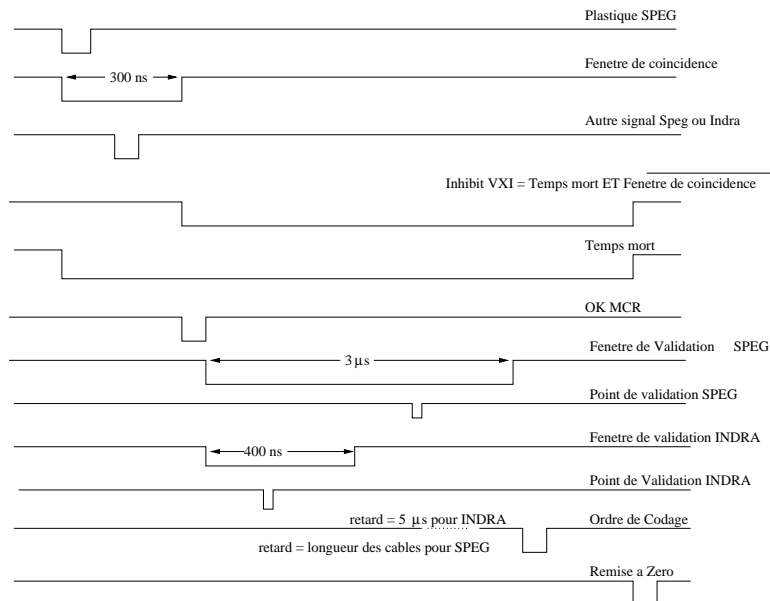 Plastique SPEG
Fenetre de coincidence
300 ns
Autre signal Speg ou Indra
Inhibit VXI = Temps mort ET Fenetre de coincidence
Temps mort
OK MCR
Fenetre de Validation SPEG
3 µs
Point de validation SPEG
Fenetre de validation INDRA
400 ns
Point de Validation INDRA
retard = 5 µs pour INDRA
Ordre de Codage
retard = longueur des cables pour SPEG
Remise a Zero